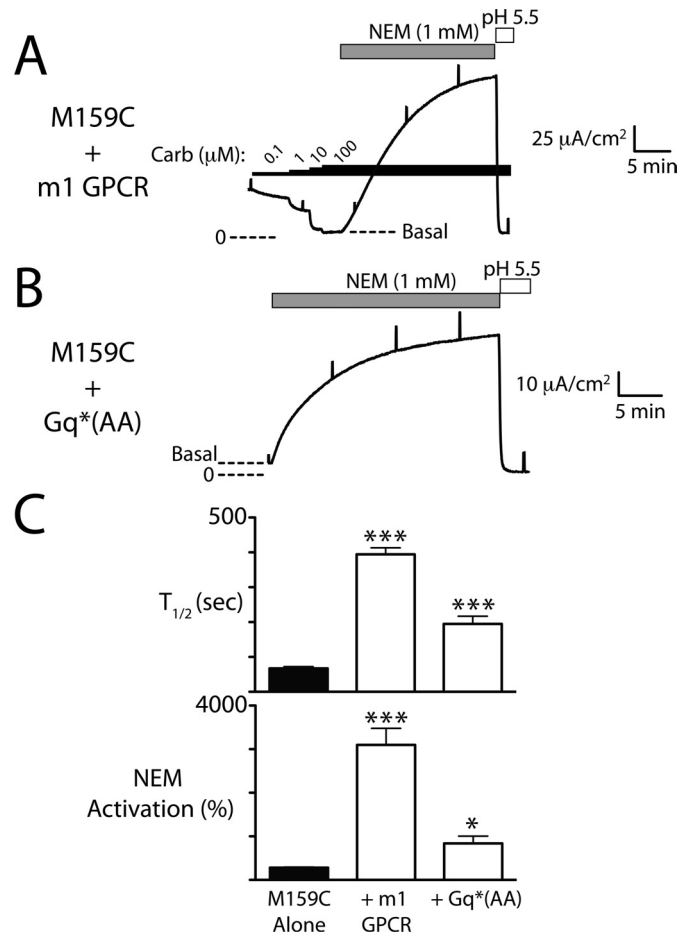 A
M159C
+
m1 GPCR
NEM (1 mM)
pH 5.5
Carb (μM):
0.1
1
10
100
0
Basal
25 μA/cm²
5 min
B
M159C
+
Gq*(AA)
NEM (1 mM)
pH 5.5
Basal
0
10 μA/cm²
5 min
C
500
T1/2 (sec)
***
***
4000
NEM
Activation (%)
***
*
M159C
Alone
+ m1
GPCR
+ Gq*(AA)